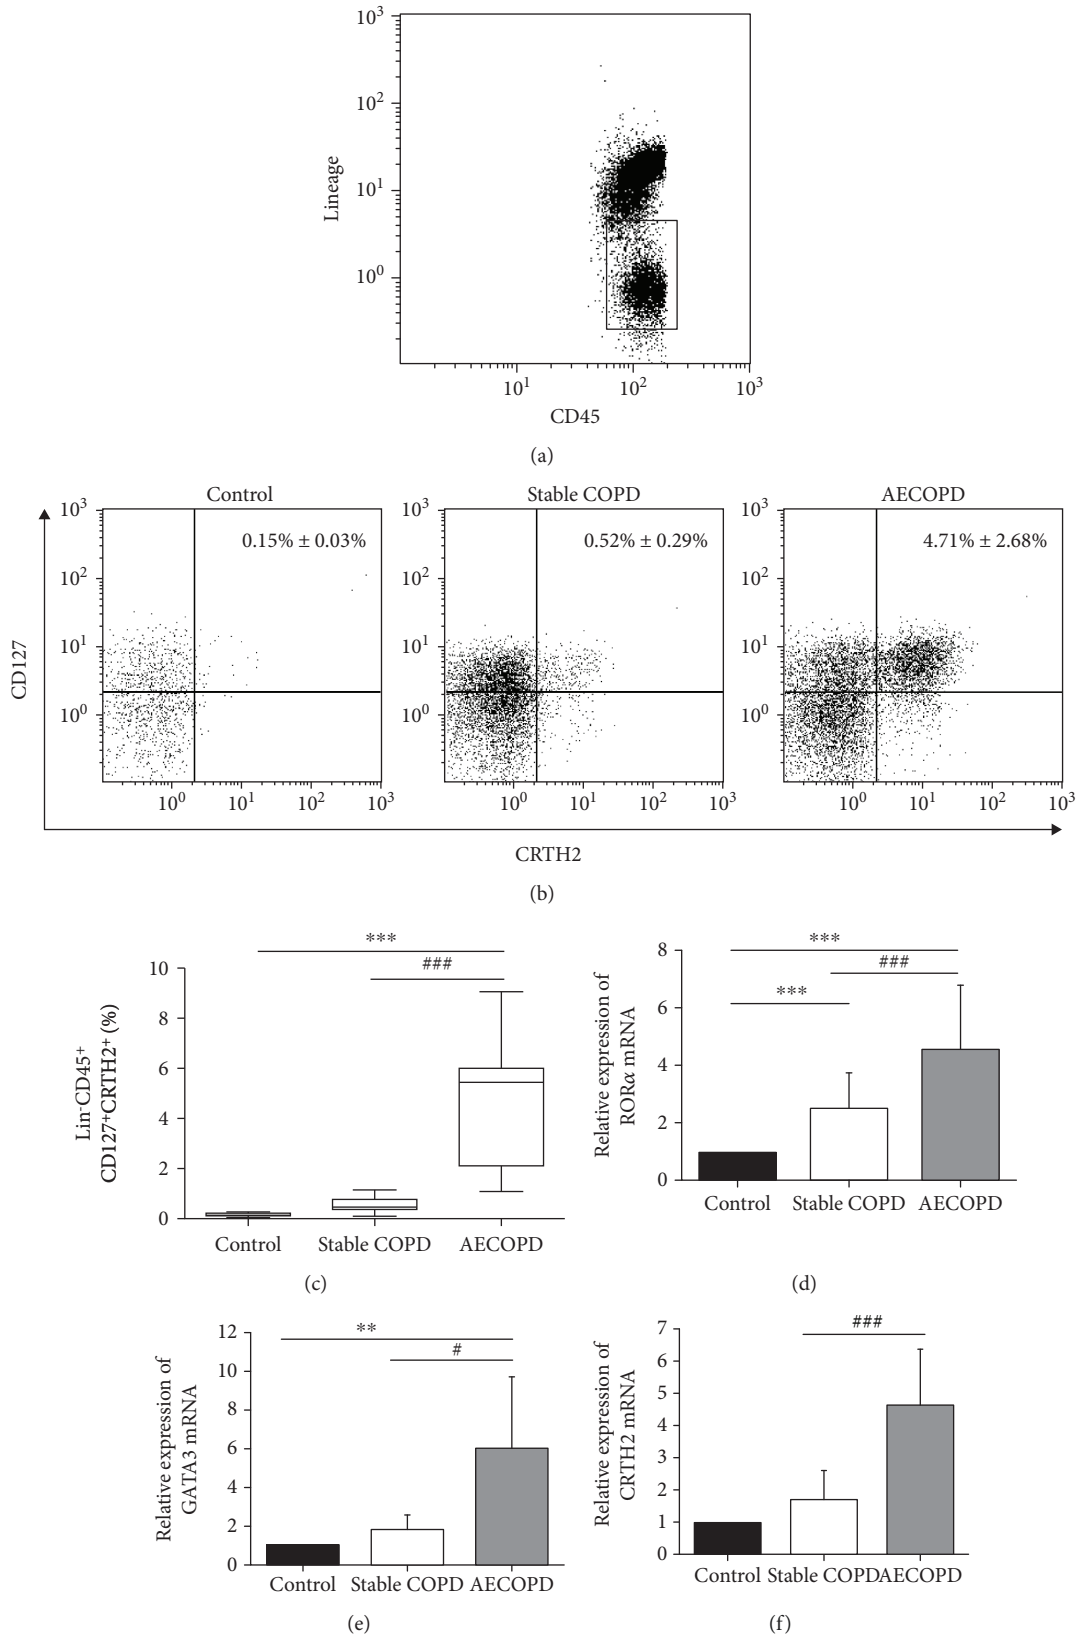 10³
10²
10¹
10⁰
Lineage
10¹ 10² 10³
CD45
(a)
Control Stable COPD AECOPD
10³ 10³ 10³
0.15% ± 0.03% 0.52% ± 0.29% 4.71% ± 2.68%
10² 10² 10²
10¹ 10¹ 10¹
10⁰ 10⁰ 10⁰
CD127
10⁰ 10¹ 10² 10³ 10⁰ 10¹ 10² 10³ 10⁰ 10¹ 10² 10³
CRTH2
(b)
***
###
10
8
6
4
2
0
Lin⁻CD45⁺
CD127⁺CRTH2⁺ (%)
Control Stable COPD AECOPD
(c)
***
###
***
8
6
4
2
0
Relative expression of
RORα mRNA
Control Stable COPD AECOPD
(d)
**
#
12
10
8
6
4
2
0
Relative expression of
GATA3 mRNA
Control Stable COPD AECOPD
(e)
###
7
6
5
4
3
2
1
0
Relative expression of
CRTH2 mRNA
Control Stable COPDAECOPD
(f)